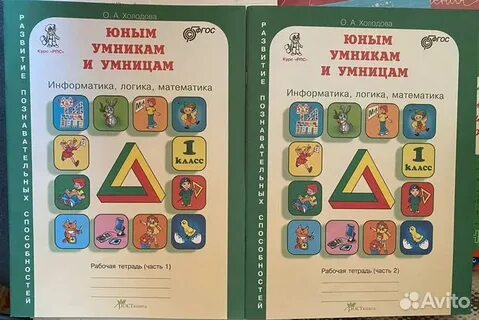 О. А. Холодова
Курс «РПС»
ФГОС
ЮНЫМ
УМНИКАМ
И УМНИЦАМ
Информатика, логика, математика
1
КЛАСС
Рабочая тетрадь (часть 1)
РОСТкнига
РАЗВИТИЕ ПОЗНАВАТЕЛЬНЫХ СПОСОБНОСТЕЙ
О. А. Холодова
Курс «РПС»
ФГОС
ЮНЫМ
УМНИКАМ
И УМНИЦАМ
Информатика, логика, математика
1
КЛАСС
Рабочая тетрадь (часть 2)
РОСТкнига
РАЗВИТИЕ ПОЗНАВАТЕЛЬНЫХ СПОСОБНОСТЕЙ
Avito